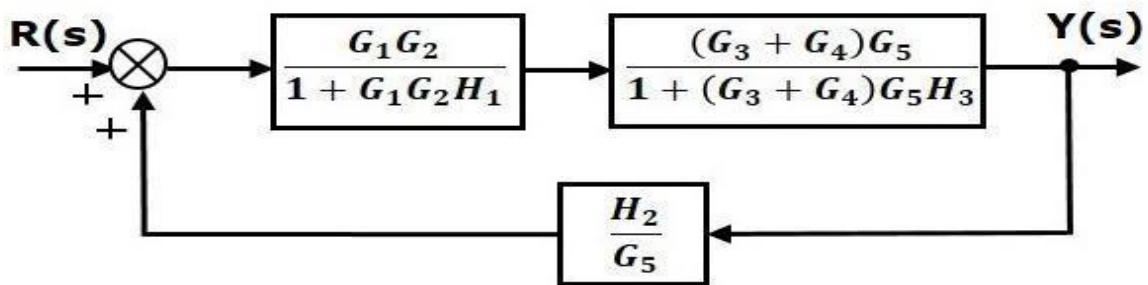 R(s)
+
+
G₁G₂
1 + G₁G₂H₁
(G₃ + G₄)G₅
1 + (G₃ + G₄)G₅H₃
Y(s)
H₂
G₅